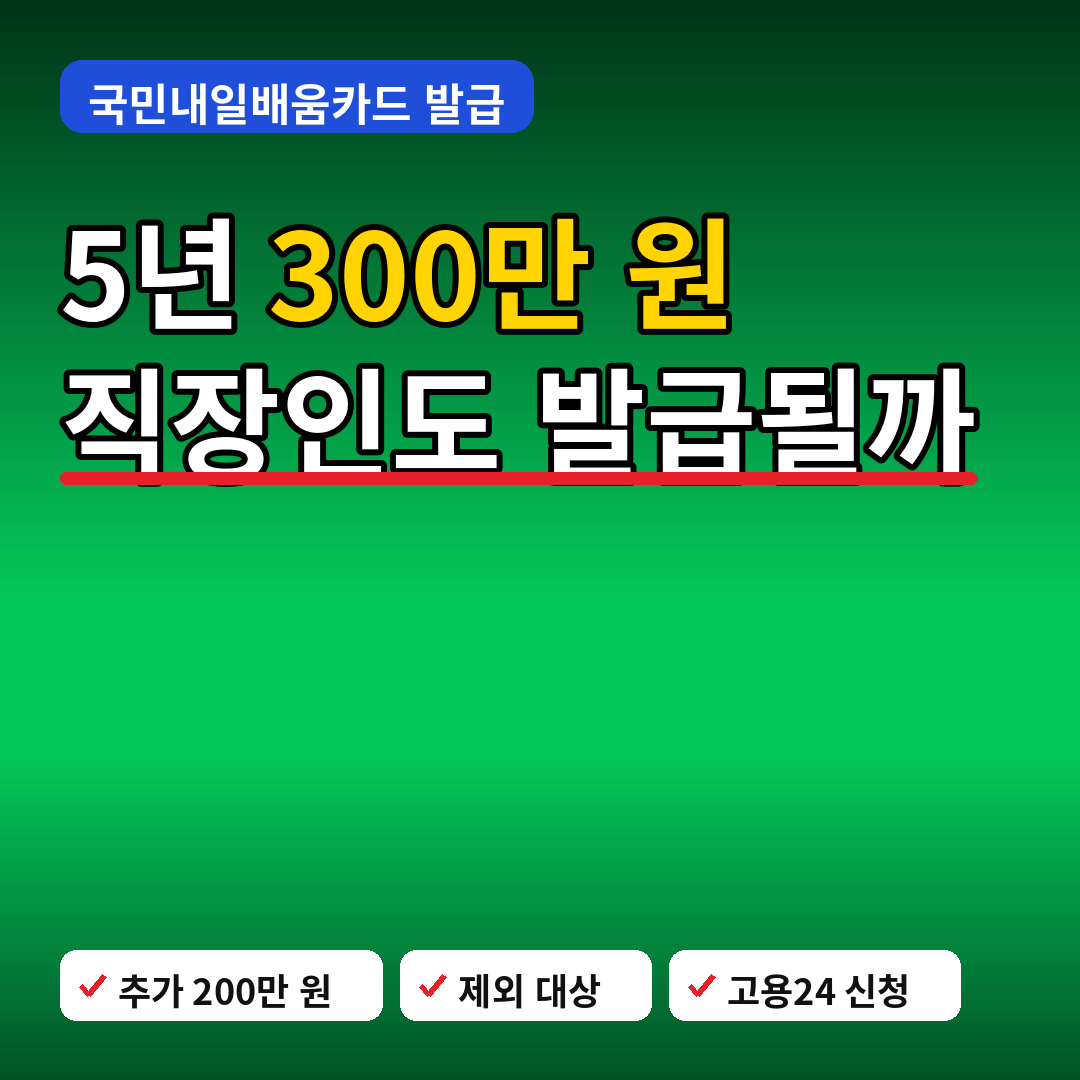 국민내일배움카드 발급
5년 300만 원
직장인도 발급될까
추가 200만 원
제외 대상
고용24 신청